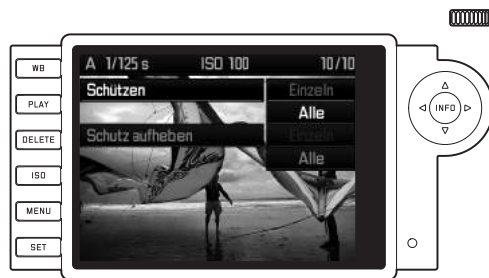 WB
PLAY
DELETE
ISO
MENU
SET
A 1/125 s ISO 100 10/10
Schützen Einzeln
Alle
Schutz aufheben Einzeln
Alle
INFO